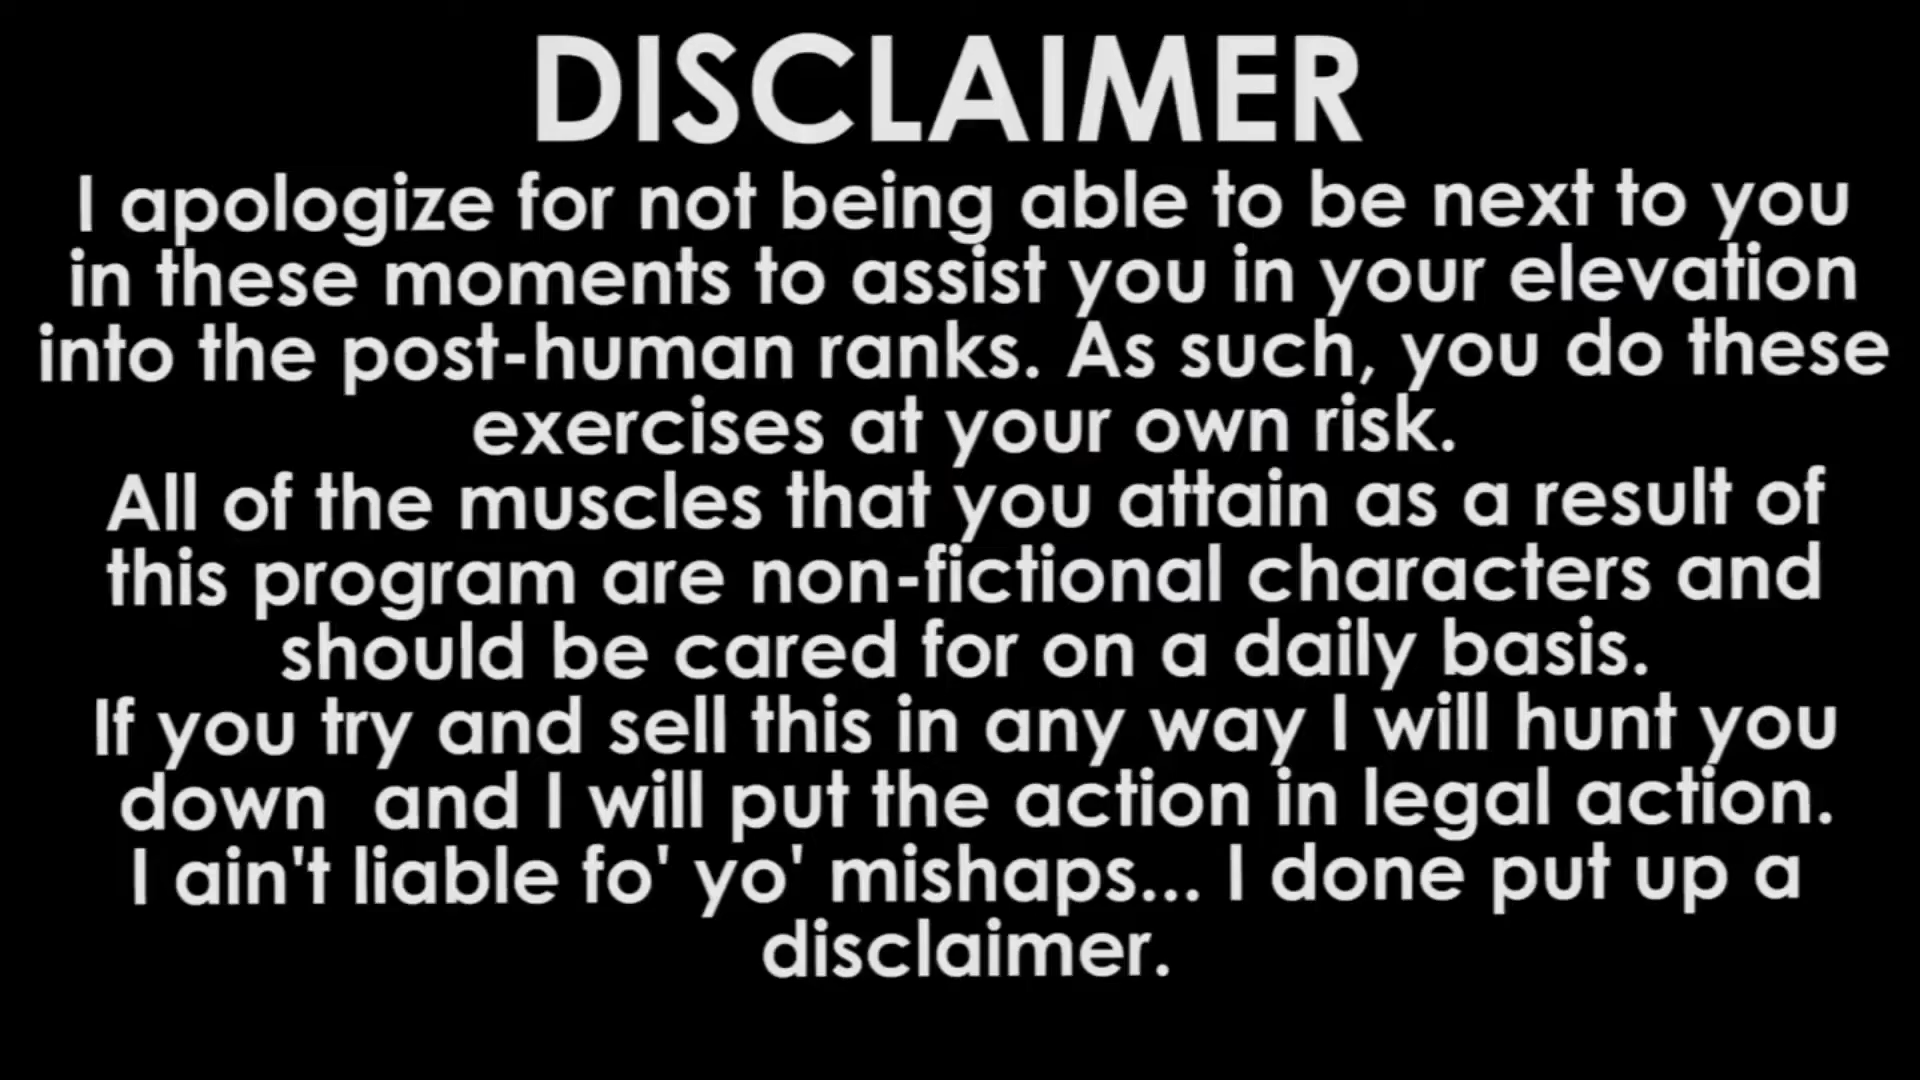 DISCLAIMER
I apologize for not being able to be next to you
in these moments to assist you in your elevation
into the post-human ranks. As such, you do these
exercises at your own risk.
All of the muscles that you attain as a result of
this program are non-fictional characters and
should be cared for on a daily basis.
If you try and sell this in any way I will hunt you
down  and I will put the action in legal action.
I ain't liable fo' yo' mishaps... I done put up a
disclaimer.